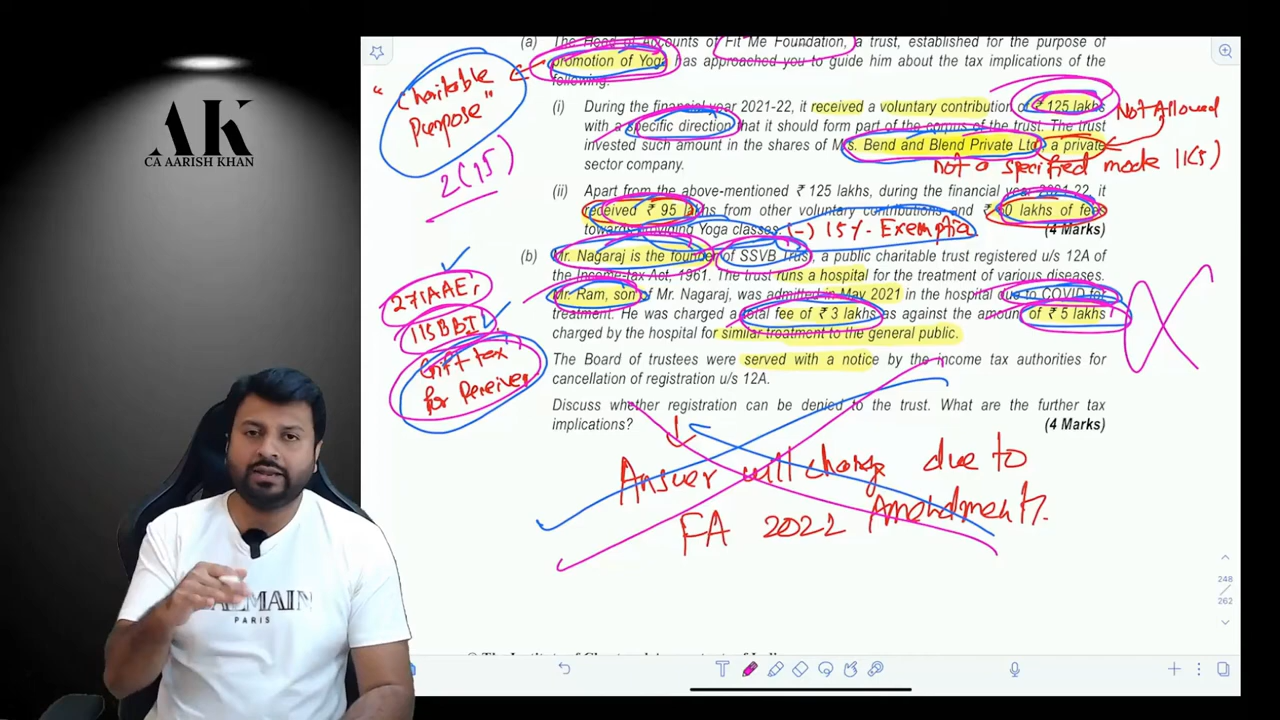 AK
CA AARISH KHAN
BALMAIN
PARIS
"Charitable
Purpose"
2(15)
(a) The Head of Accounts of Fit Me Foundation, a trust, established for the purpose of
promotion of Yoga has approached you to guide him about the tax implications of the
following.
(i) During the financial year 2021-22, it received a voluntary contribution of ₹ 125 lakhs
Not Allowed
with a specific direction that it should form part of the corpus of the trust. The trust
invested such amount in the shares of M/s. Bend and Blend Private Ltd., a private
sector company.
Not a specified mode 11(5)
(ii) Apart from the above-mentioned ₹ 125 lakhs, during the financial year 2021-22, it
received ₹ 95 lakhs from other voluntary contributions and ₹ 60 lakhs of fees
towards providing Yoga classes.
(-) 15% Exemptio
(4 Marks)
(b) Mr. Nagaraj is the founder of SSVB Trust, a public charitable trust registered u/s 12A of
the Income-tax Act, 1961. The trust runs a hospital for the treatment of various diseases.
Mr. Ram, son of Mr. Nagaraj, was admitted in May 2021 in the hospital due to COVID for
treatment. He was charged a total fee of ₹ 3 lakhs as against the amount of ₹ 5 lakhs
charged by the hospital for similar treatment to the general public.
271AAE,
115BBI
Gift tax
for Perceiver
The Board of trustees were served with a notice by the income tax authorities for
cancellation of registration u/s 12A.
Discuss whether registration can be denied to the trust. What are the further tax
implications?
(4 Marks)
Answer will change due to
FA 2022 Amendment.
248
262